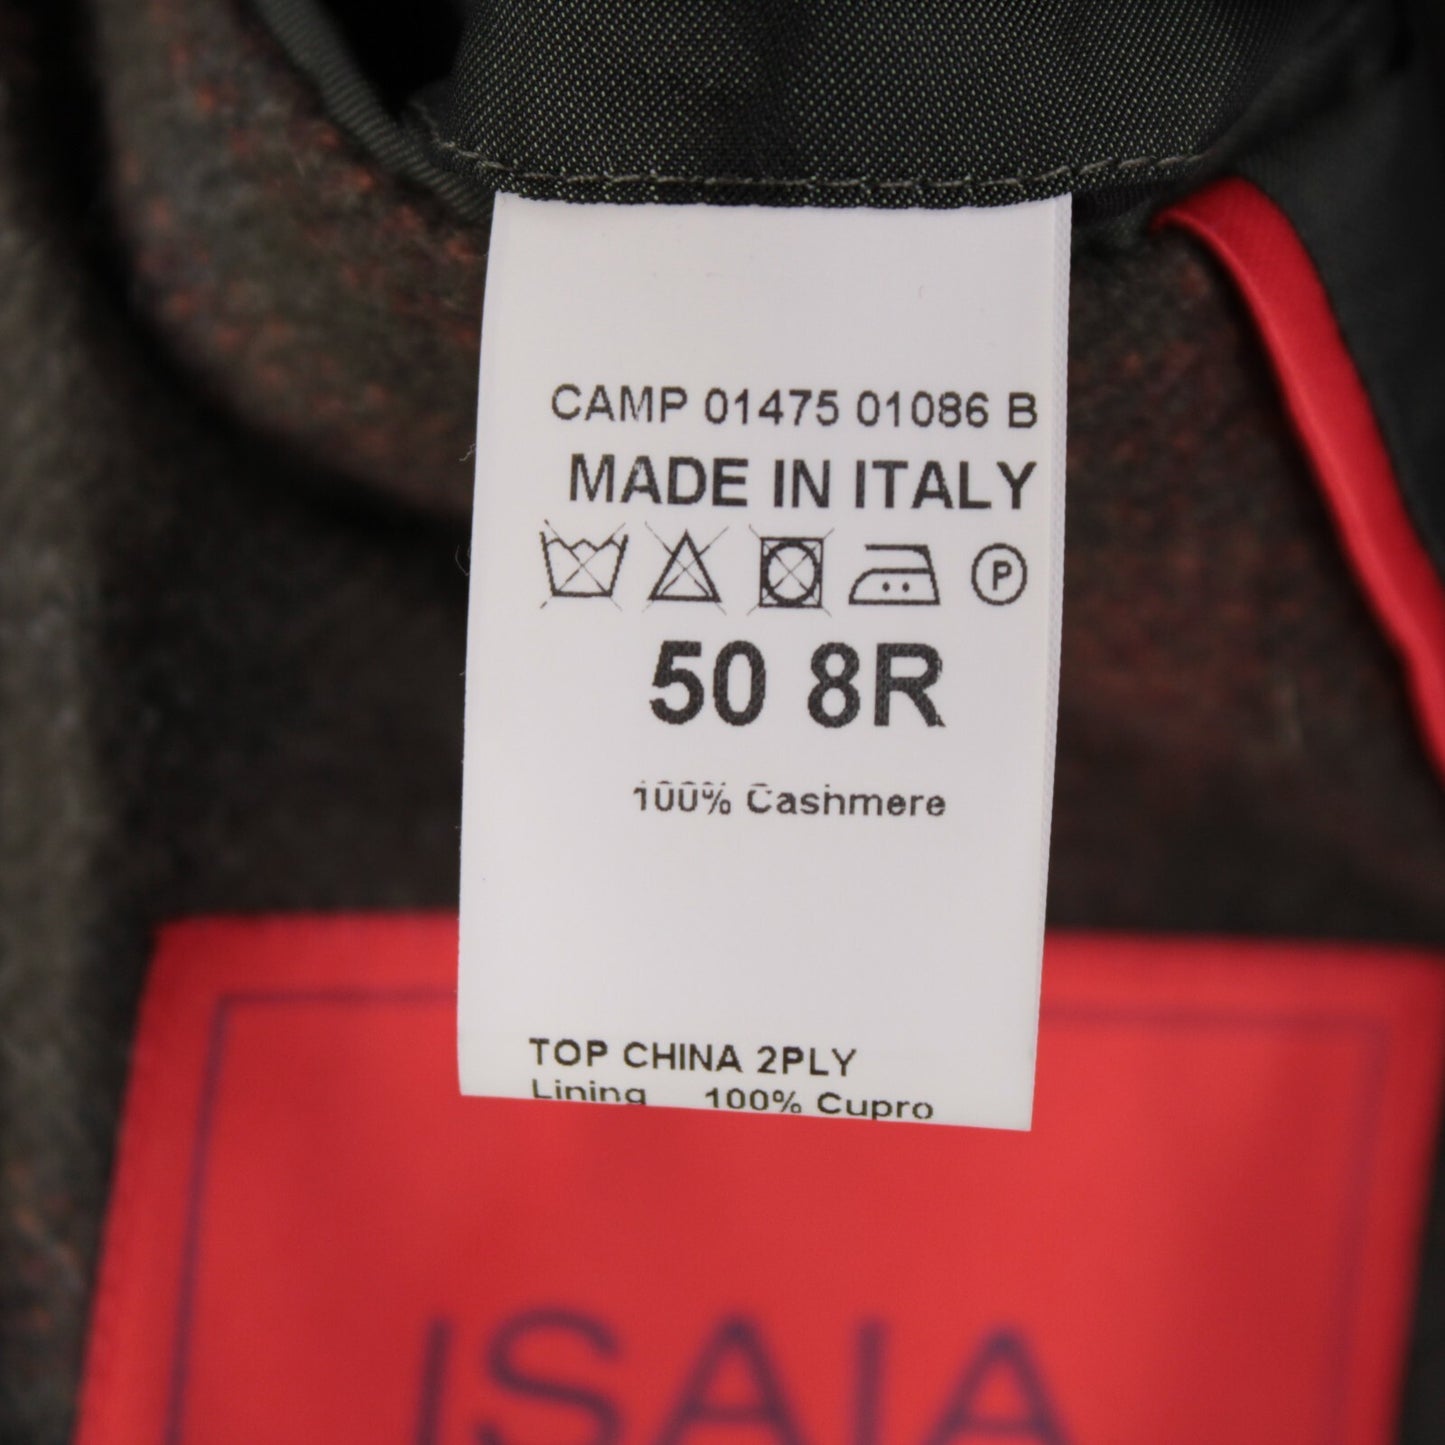 CAMP 01475 01086 B
MADE IN ITALY
P
50 8R
100% Cashmere
TOP CHINA 2PLY
Lining 100% Cupro
ISAIA